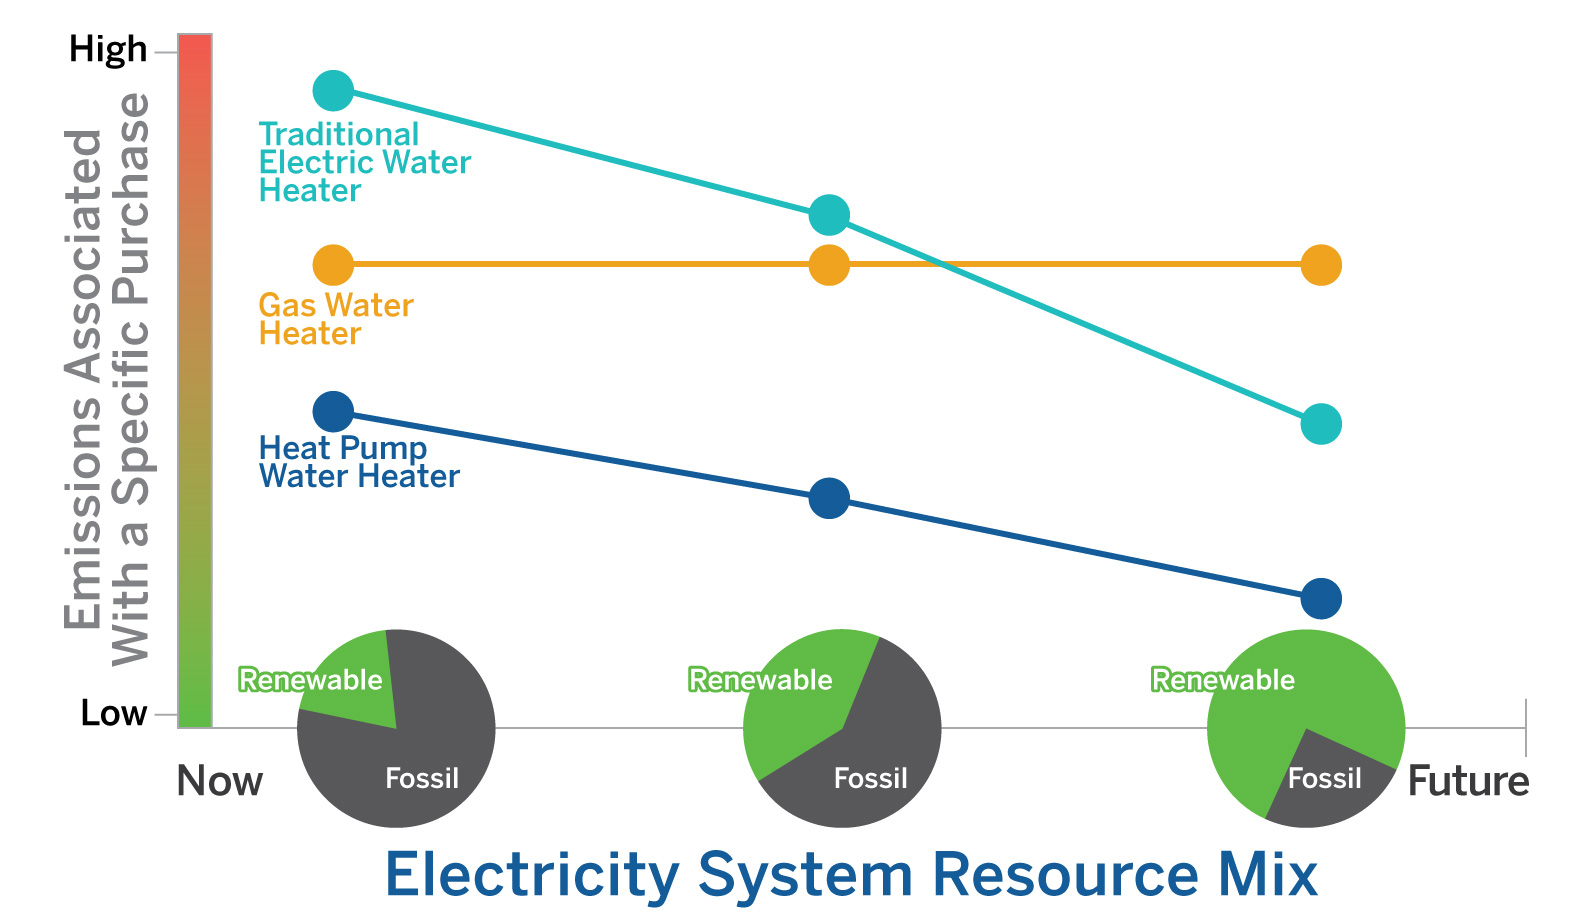 High
Emissions Associated
With a Specific Purchase
Traditional
Electric Water
Heater
Gas Water
Heater
Heat Pump
Water Heater
Low
Renewable
Fossil
Renewable
Fossil
Renewable
Fossil
Now
Future
Electricity System Resource Mix